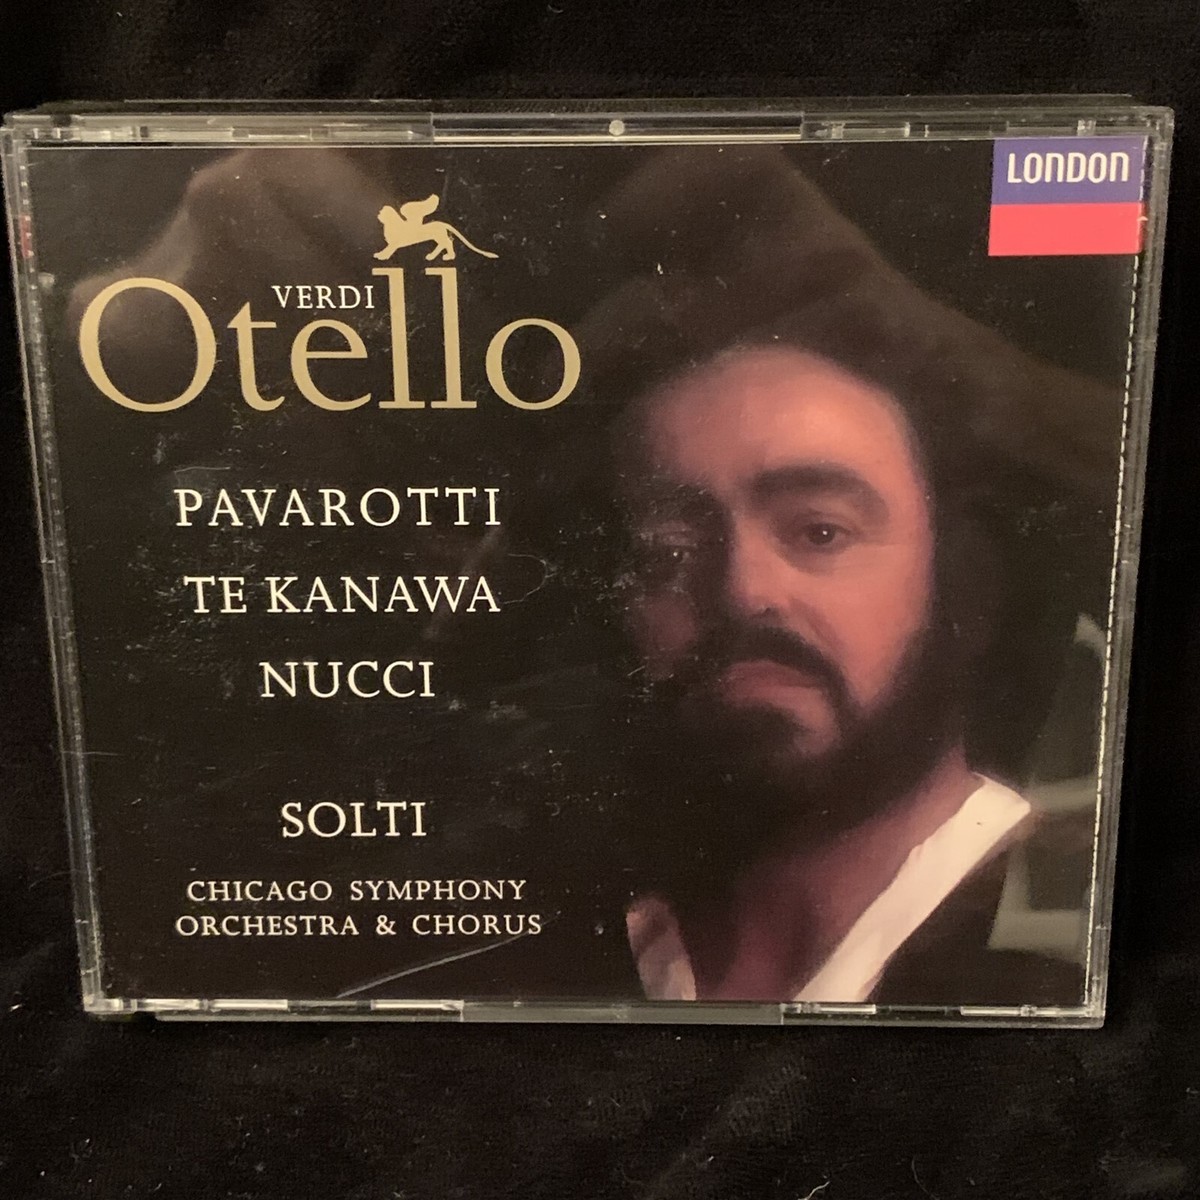 LONDON
VERDI
Otello
PAVAROTTI
TE KANAWA
NUCCI
SOLTI
CHICAGO SYMPHONY
ORCHESTRA & CHORUS